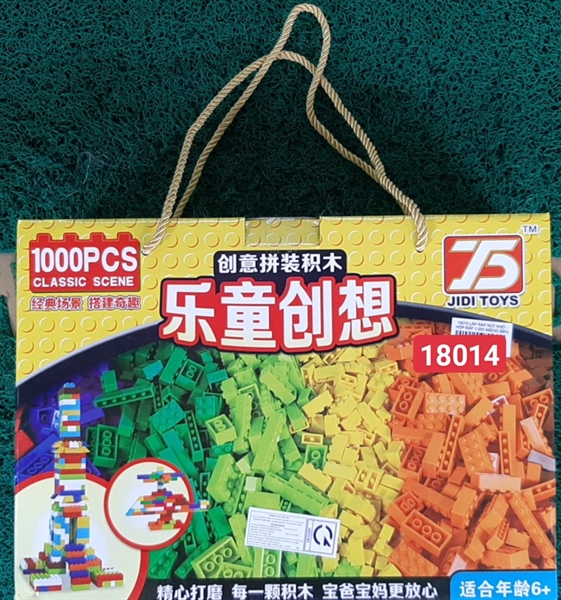 1000PCS
CLASSIC SCENE
经典场景 搭建奇趣
创意拼装积木
乐童创想
TM
JIDI TOYS
18014
精心打磨 每一颗积木 宝爸宝妈更放心
适合年龄6+